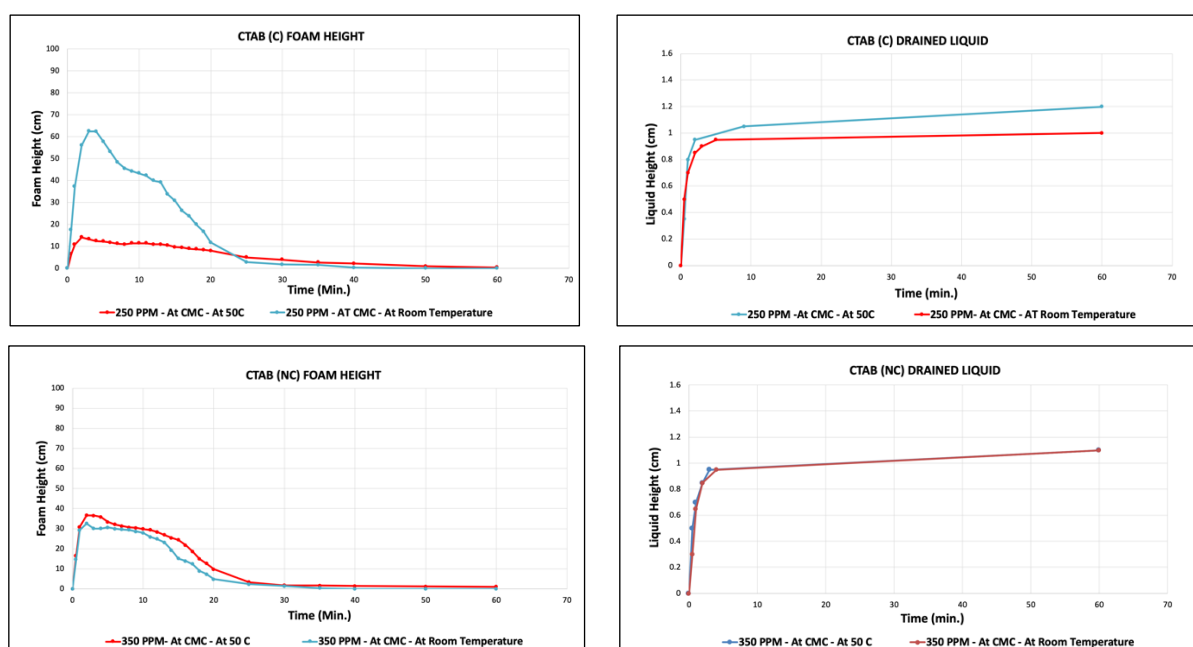 CTAB (C) FOAM HEIGHT
Foam Height (cm)
100
90
80
70
60
50
40
30
20
10
0
0 10 20 30 40 50 60 70
Time (Min.)
250 PPM - At CMC - At 50C 250 PPM - AT CMC - At Room Temperature
CTAB (C) DRAINED LIQUID
Liquid Height (cm)
1.6
1.4
1.2
1
0.8
0.6
0.4
0.2
0
0 10 20 30 40 50 60 70
Time (min.)
250 PPM -At CMC - At 50C 250 PPM- At CMC - AT Room Temperature
CTAB (NC) FOAM HEIGHT
Foam Height (cm)
100
90
80
70
60
50
40
30
20
10
0
0 10 20 30 40 50 60 70
Time (Min.)
350 PPM- At CMC - At 50 C 350 PPM - At CMC - At Room Temperature
CTAB (NC) DRAINED LIQUID
Liquid Height (cm)
1.6
1.4
1.2
1
0.8
0.6
0.4
0.2
0
0 10 20 30 40 50 60 70
Time (min.)
350 PPM -At CMC - At 50 C 350 PPM - At CMC - At Room Temperature